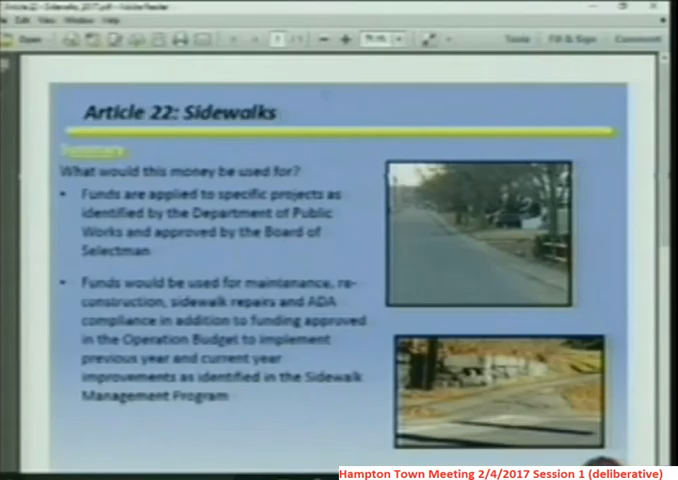 Article 22 - Sidewalks_2017.pdf - Adobe Reader
Edit View Window Help
Open
1 / 1
Tools
Fill & Sign
Comment
Article 22: Sidewalks
Summary
What would this money be used for?
• Funds are applied to specific projects as
identified by the Department of Public
Works and approved by the Board of
Selectman
• Funds would be used for maintenance, re-
construction, sidewalk repairs and ADA
compliance in addition to funding approved
in the Operation Budget to implement
previous year and current year
improvements as identified in the Sidewalk
Management Program
Hampton Town Meeting 2/4/2017 Session 1 (deliberative)